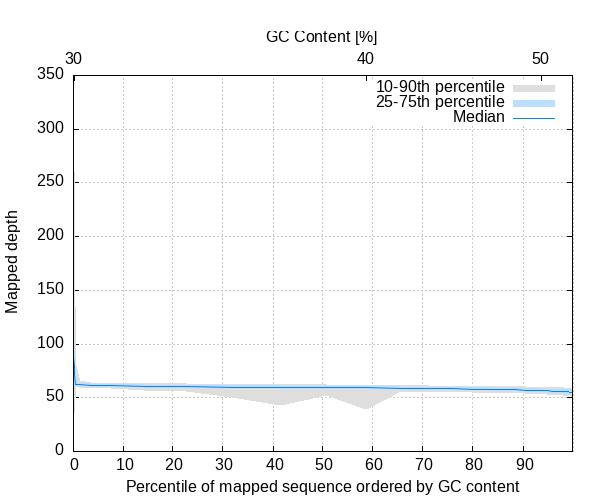 GC Content [%]
30 40 50
350
10-90th percentile
25-75th percentile
Median
300
250
200
150
100
50
0
Mapped depth
0 10 20 30 40 50 60 70 80 90
Percentile of mapped sequence ordered by GC content